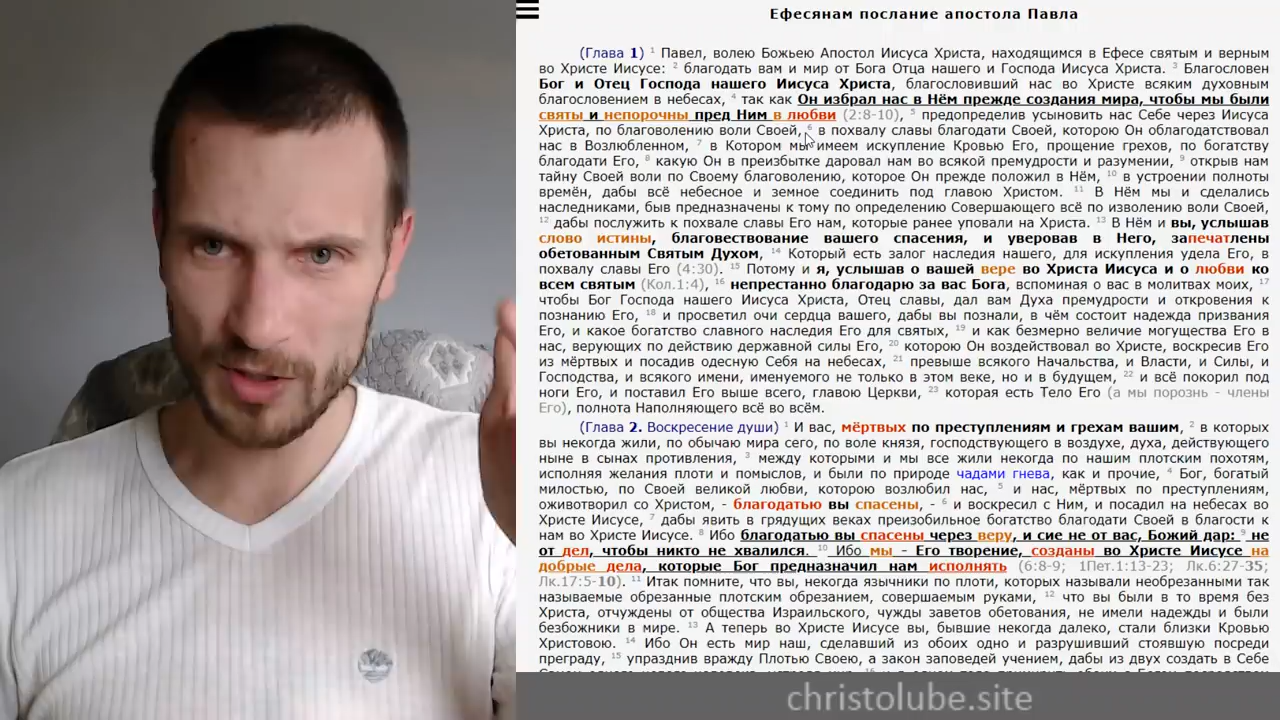 Ефесянам послание апостола Павла
(Глава 1) 1 Павел, волею Божьею Апостол Иисуса Христа, находящимся в Ефесе святым и верным
во Христе Иисусе: 2 благодать вам и мир от Бога Отца нашего и Господа Иисуса Христа. 3 Благословен
Бог и Отец Господа нашего Иисуса Христа, благословивший нас во Христе всяким духовным
благословением в небесах, 4 так как Он избрал нас в Нём прежде создания мира, чтобы мы были
святы и непорочны пред Ним в любви (2:8-10), 5 предопределив усыновить нас Себе через Иисуса
Христа, по благоволению воли Своей, 6 в похвалу славы благодати Своей, которою Он облагодатствовал
нас в Возлюбленном, 7 в Котором мы имеем искупление Кровью Его, прощение грехов, по богатству
благодати Его, 8 какую Он в преизбытке даровал нам во всякой премудрости и разумении, 9 открыв нам
тайну Своей воли по Своему благоволению, которое Он прежде положил в Нём, 10 в устроении полноты
времён, дабы всё небесное и земное соединить под главою Христом. 11 В Нём мы и сделались
наследниками, быв предназначены к тому по определению Совершающего всё по изволению воли Своей,
12 дабы послужить к похвале славы Его нам, которые ранее уповали на Христа. 13 В Нём и вы, услышав
слово истины, благовествование вашего спасения, и уверовав в Него, запечатлены
обетованным Святым Духом, 14 Который есть залог наследия нашего, для искупления удела Его, в
похвалу славы Его (4:30). 15 Потому и я, услышав о вашей вере во Христа Иисуса и о любви ко
всем святым (Кол.1:4), 16 непрестанно благодарю за вас Бога, вспоминая о вас в молитвах моих, 17
чтобы Бог Господа нашего Иисуса Христа, Отец славы, дал вам Духа премудрости и откровения к
познанию Его, 18 и просветил очи сердца вашего, дабы вы познали, в чём состоит надежда призвания
Его, и какое богатство славного наследия Его для святых, 19 и как безмерно величие могущества Его в
нас, верующих по действию державной силы Его, 20 которою Он воздействовал во Христе, воскресив Его
из мёртвых и посадив одесную Себя на небесах, 21 превыше всякого Начальства, и Власти, и Силы, и
Господства, и всякого имени, именуемого не только в этом веке, но и в будущем, 22 и всё покорил под
ноги Его, и поставил Его выше всего, главою Церкви, 23 которая есть Тело Его (а мы порознь - члены
Его), полнота Наполняющего всё во всём.
(Глава 2. Воскресение души) 1 И вас, мёртвых по преступлениям и грехам вашим, 2 в которых
вы некогда жили, по обычаю мира сего, по воле князя, господствующего в воздухе, духа, действующего
ныне в сынах противления, 3 между которыми и мы все жили некогда по нашим плотским похотям,
исполняя желания плоти и помыслов, и были по природе чадами гнева, как и прочие, 4 Бог, богатый
милостью, по Своей великой любви, которою возлюбил нас, 5 и нас, мёртвых по преступлениям,
оживотворил со Христом, - благодатью вы спасены, - 6 и воскресил с Ним, и посадил на небесах во
Христе Иисусе, 7 дабы явить в грядущих веках преизобильное богатство благодати Своей в благости к
нам во Христе Иисусе. 8 Ибо благодатью вы спасены через веру, и сие не от вас, Божий дар: 9 не
от дел, чтобы никто не хвалился. 10 Ибо мы - Его творение, созданы во Христе Иисусе на
добрые дела, которые Бог предназначил нам исполнять (6:8-9; 1Пет.1:13-23; Лк.6:27-35;
Лк.17:5-10). 11 Итак помните, что вы, некогда язычники по плоти, которых называли необрезанными так
называемые обрезанные плотским обрезанием, совершаемым руками, 12 что вы были в то время без
Христа, отчуждены от общества Израильского, чужды заветов обетования, не имели надежды и были
безбожники в мире. 13 А теперь во Христе Иисусе вы, бывшие некогда далеко, стали близки Кровью
Христовою. 14 Ибо Он есть мир наш, сделавший из обоих одно и разрушивший стоявшую посреди
преграду, 15 упразднив вражду Плотью Своею, а закон заповедей учением, дабы из двух создать в Себе
christolube.site